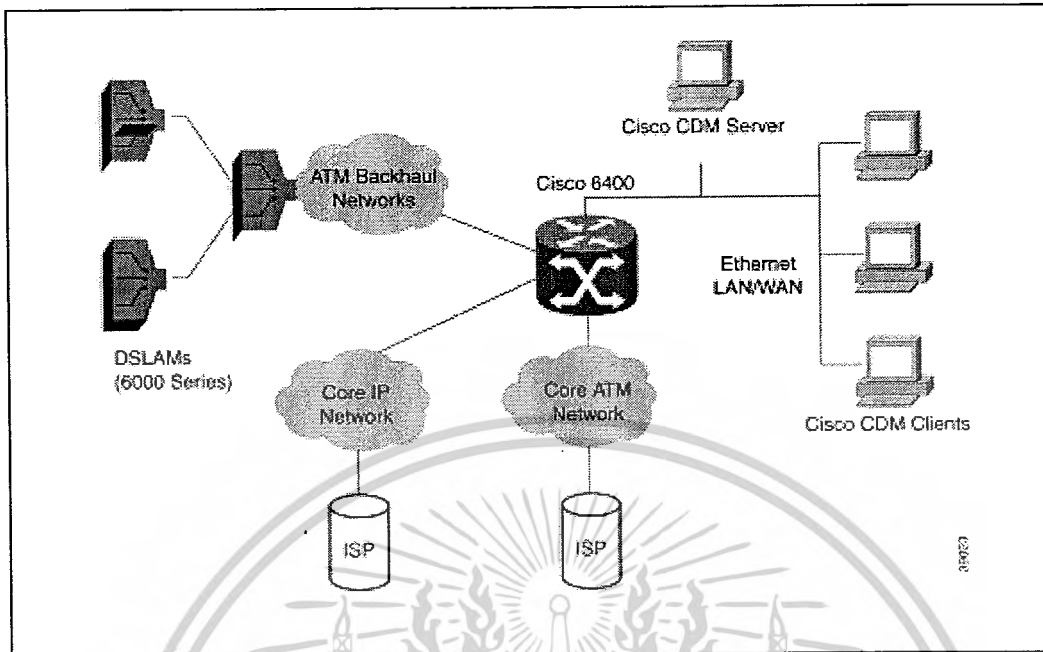 Cisco CDM Server
ATM Backhaul
Networks
Cisco 6400
Ethernet
LAN/WAN
DSLAMs
(6000 Series)
Core IP
Network
Core ATM
Network
Cisco CDM Clients
ISP
ISP